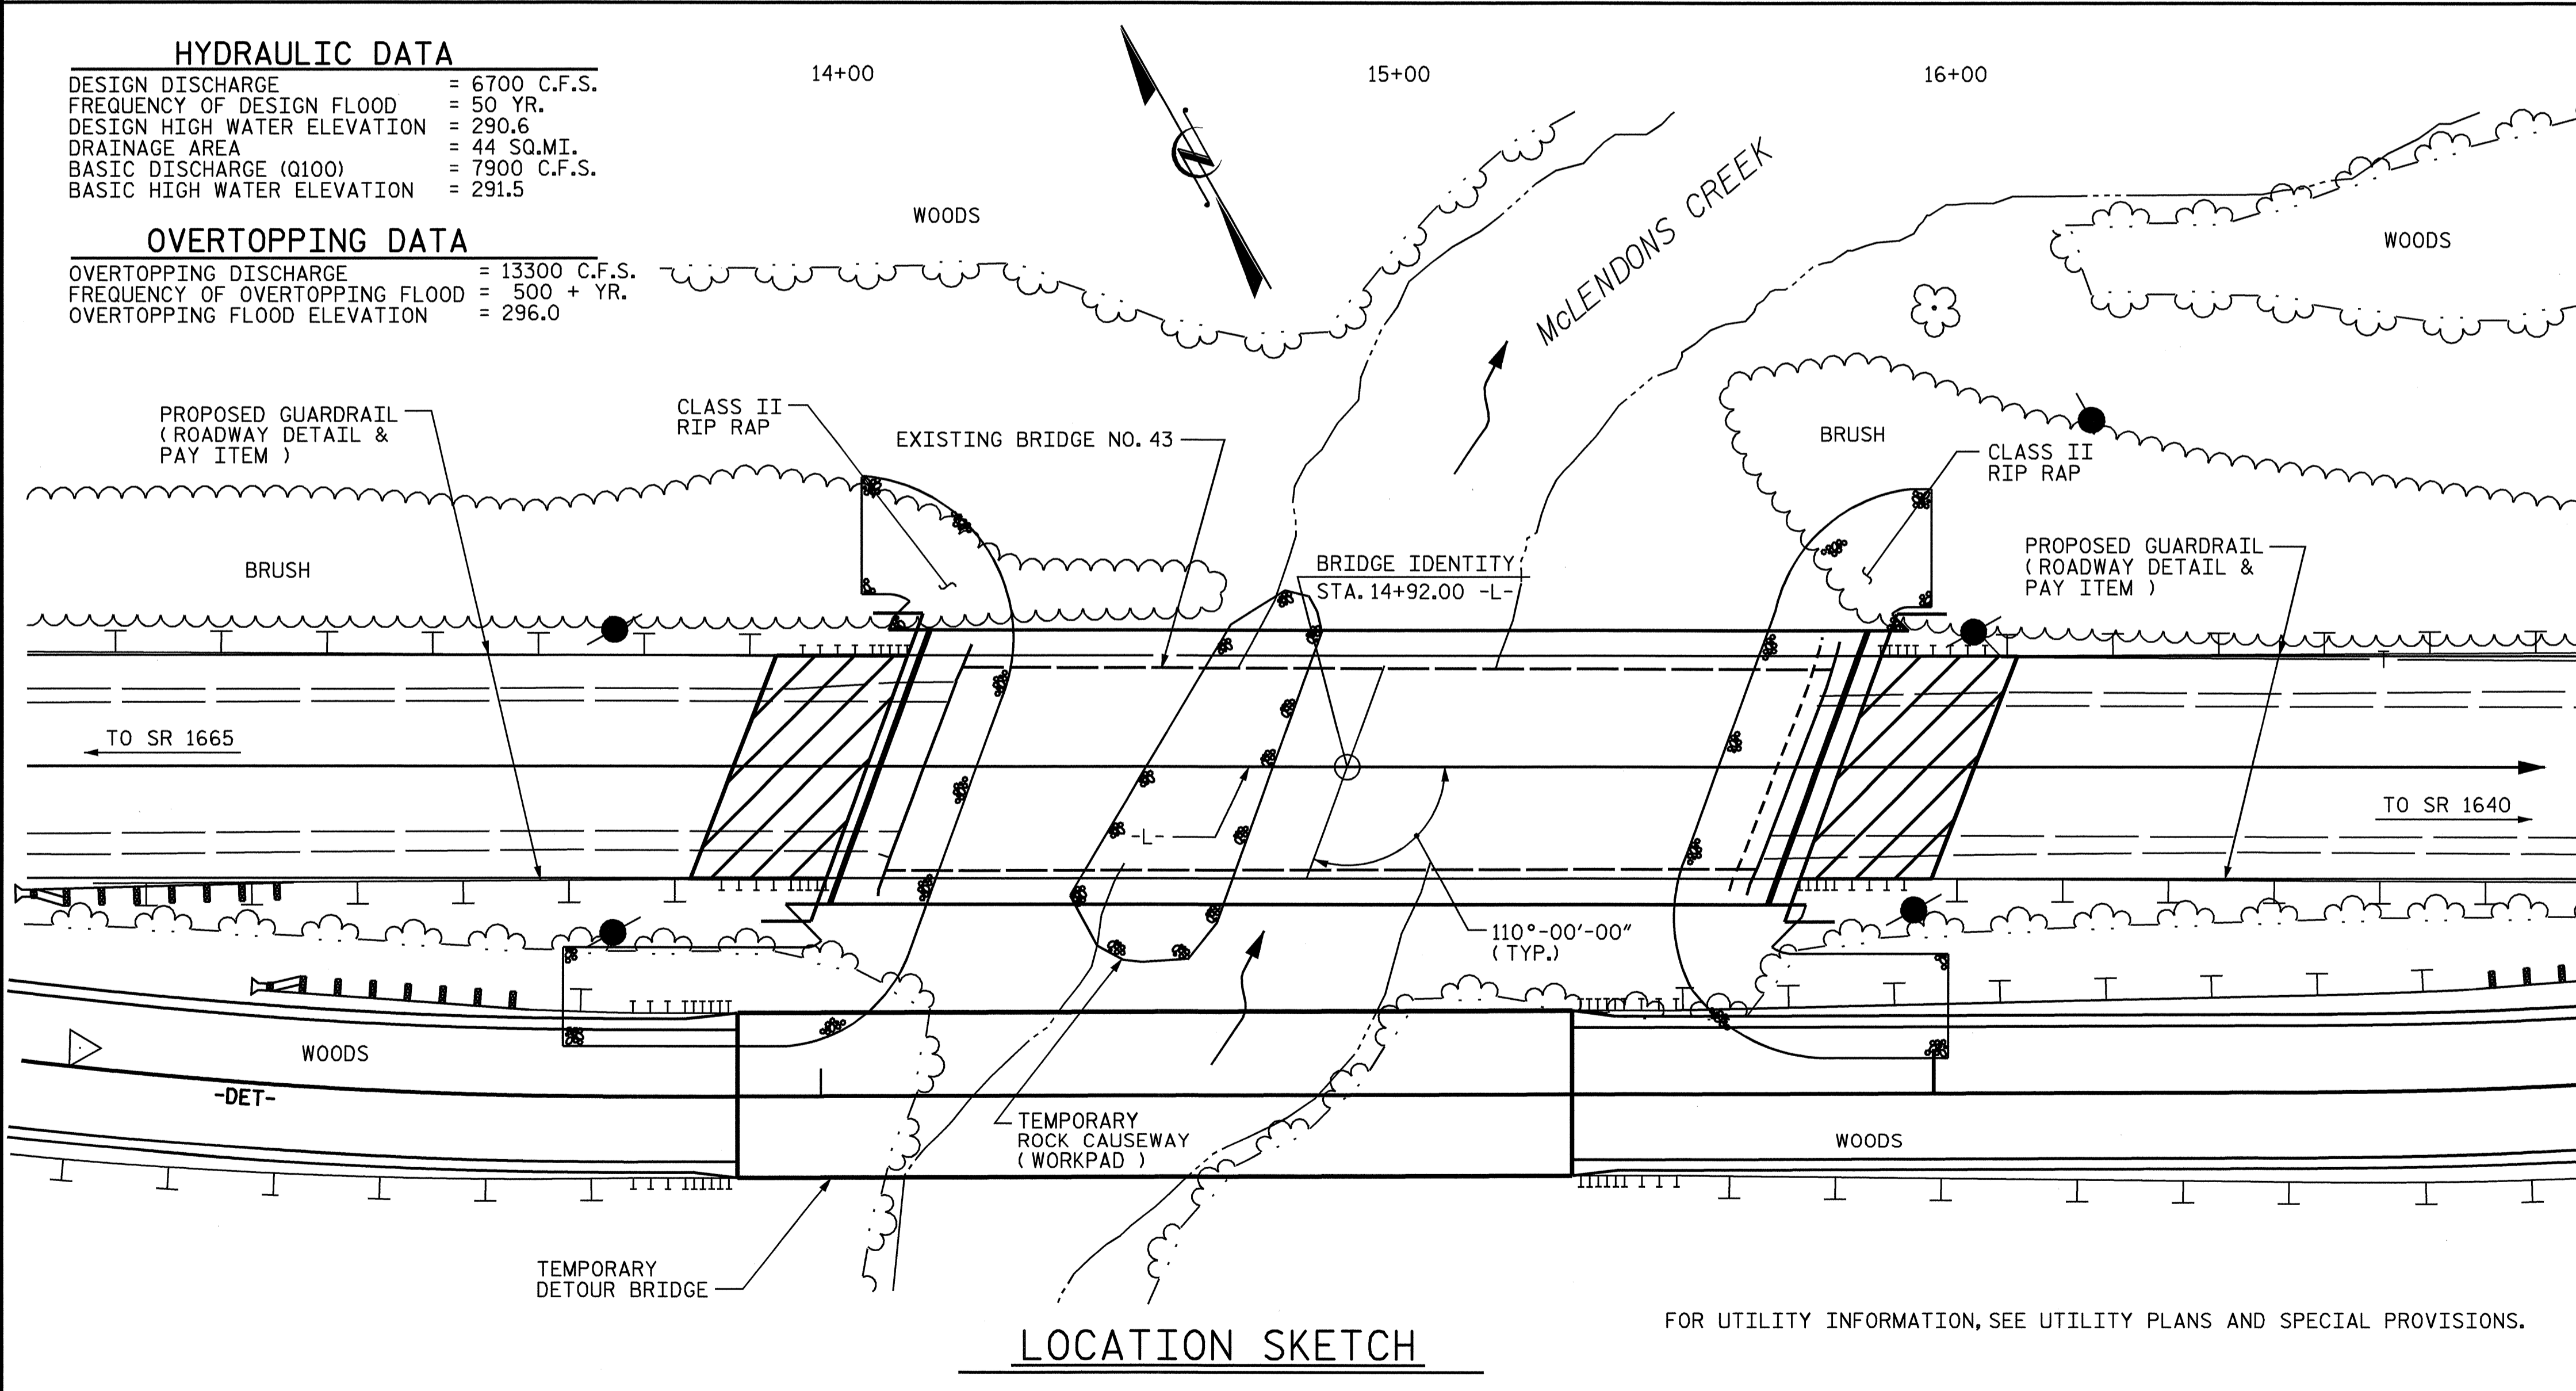 HYDRAULIC DATA
DESIGN DISCHARGE = 6700 C.F.S.
FREQUENCY OF DESIGN FLOOD = 50 YR.
DESIGN HIGH WATER ELEVATION = 290.6
DRAINAGE AREA = 44 SQ.MI.
BASIC DISCHARGE (Q100) = 7900 C.F.S.
BASIC HIGH WATER ELEVATION = 291.5
OVERTOPPING DATA
OVERTOPPING DISCHARGE = 13300 C.F.S.
FREQUENCY OF OVERTOPPING FLOOD = 500 + YR.
OVERTOPPING FLOOD ELEVATION = 296.0
14+00
15+00
16+00
N
WOODS
McLENDONS CREEK
WOODS
PROPOSED GUARDRAIL
(ROADWAY DETAIL &
PAY ITEM )
CLASS II
RIP RAP
EXISTING BRIDGE NO. 43
BRUSH
CLASS II
RIP RAP
BRUSH
BRIDGE IDENTITY
STA. 14+92.00 -L-
PROPOSED GUARDRAIL
(ROADWAY DETAIL &
PAY ITEM )
TO SR 1665
TO SR 1640
-L-
110°-00'-00"
(TYP.)
WOODS
-DET-
TEMPORARY
ROCK CAUSEWAY
(WORKPAD )
WOODS
TEMPORARY
DETOUR BRIDGE
FOR UTILITY INFORMATION, SEE UTILITY PLANS AND SPECIAL PROVISIONS.
LOCATION SKETCH